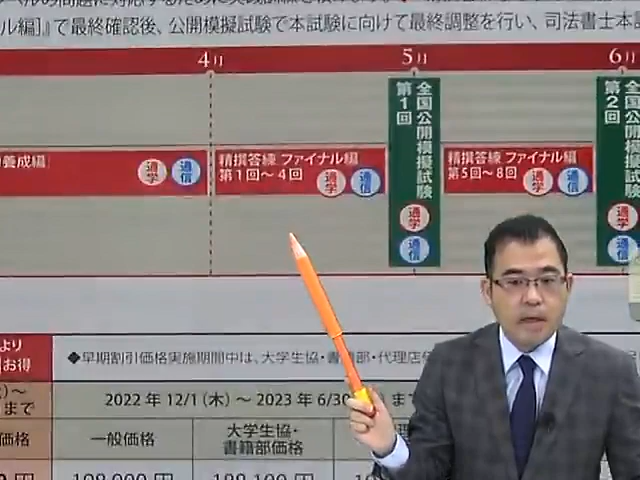 ル編』で最終確認後、公開模擬試験で本試験に向けて最終調整を行い、司法書士本試
4月
5月
6月
養成編
通学
通信
精撰答練 ファイナル編
第1回～4回
通学
通信
第1回
全国公開模擬試験
通学
通信
精撰答練 ファイナル編
第5回～8回
通学
通信
第2回
全国公開模擬試験
通学
通信
より
お得
◆早期割引価格実施期間中は、大学生協・書籍部・代理店
～
まで
2022年12/1（木）～2023年6/30
まで
価格
一般価格
大学生協・
書籍部価格